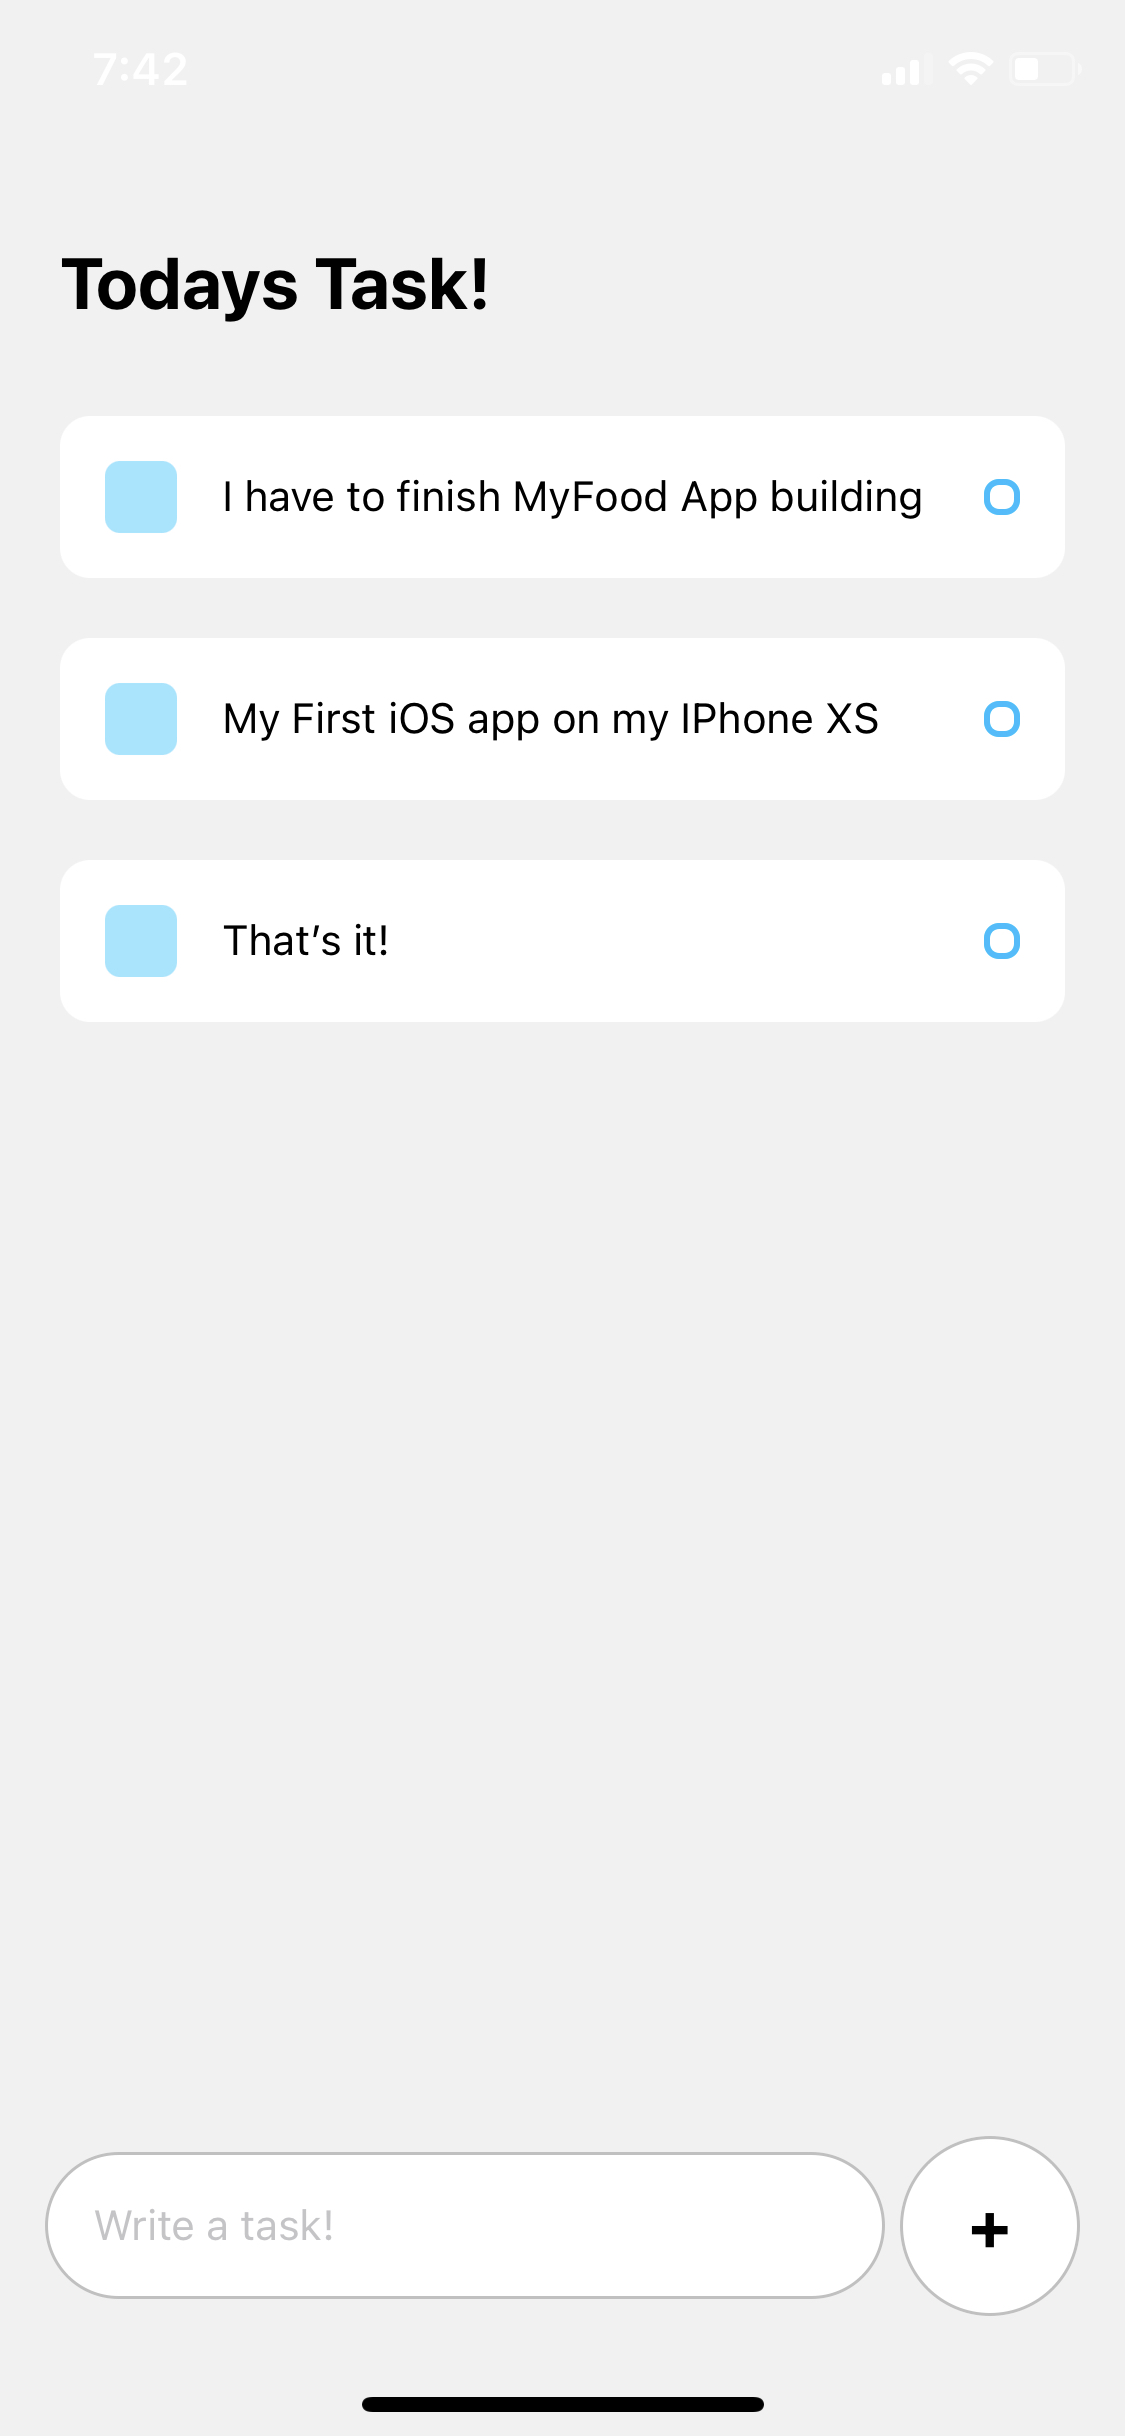 7:42
Todays Task!
I have to finish MyFood App building
My First iOS app on my IPhone XS
That’s it!
Write a task!
+